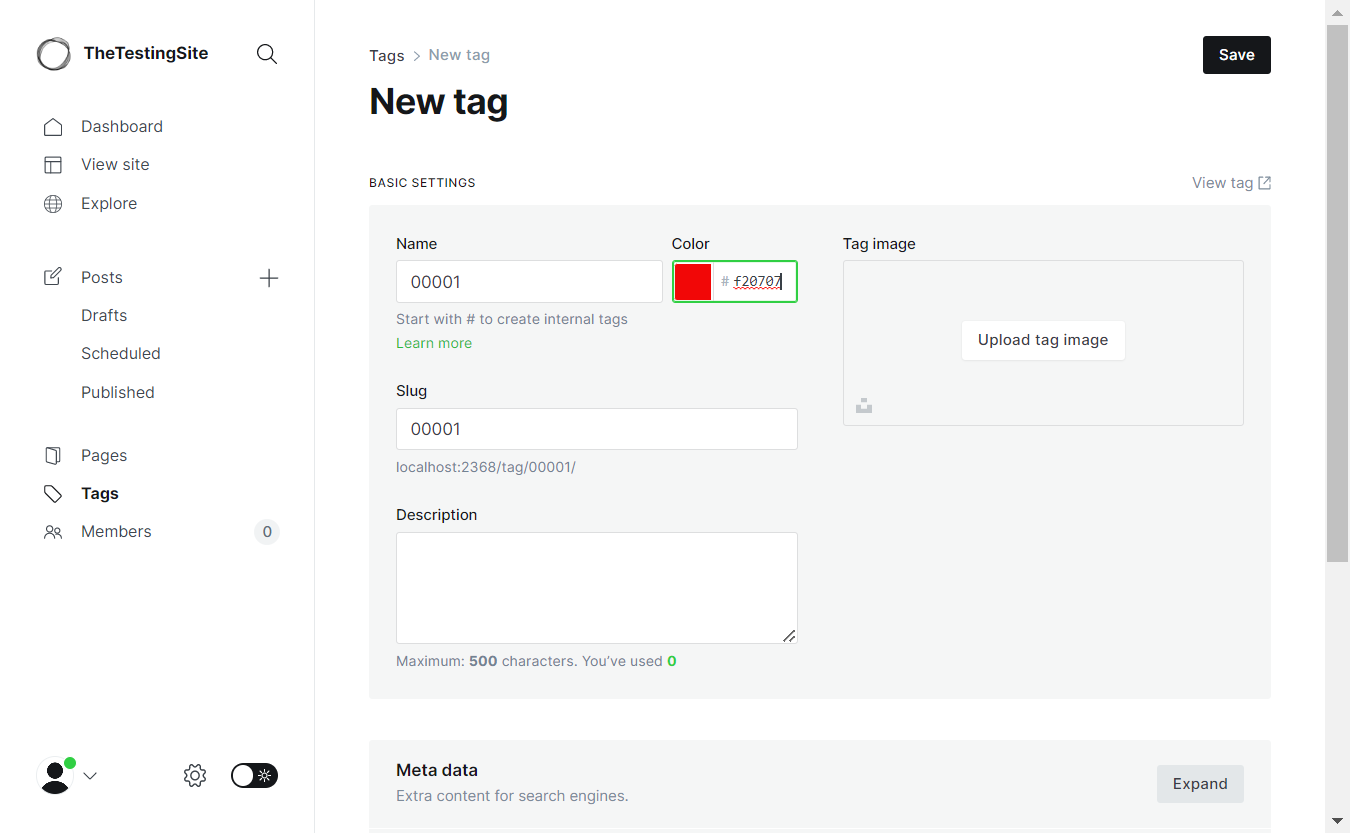 TheTestingSite
Dashboard
View site
Explore
Posts
Drafts
Scheduled
Published
Pages
Tags
Members 0
Tags > New tag
Save
New tag
BASIC SETTINGS
View tag
Name
00001
Start with # to create internal tags
Learn more
Color
# f20707
Tag image
Upload tag image
Slug
00001
localhost:2368/tag/00001/
Description
Maximum: 500 characters. You’ve used 0
Meta data
Extra content for search engines.
Expand